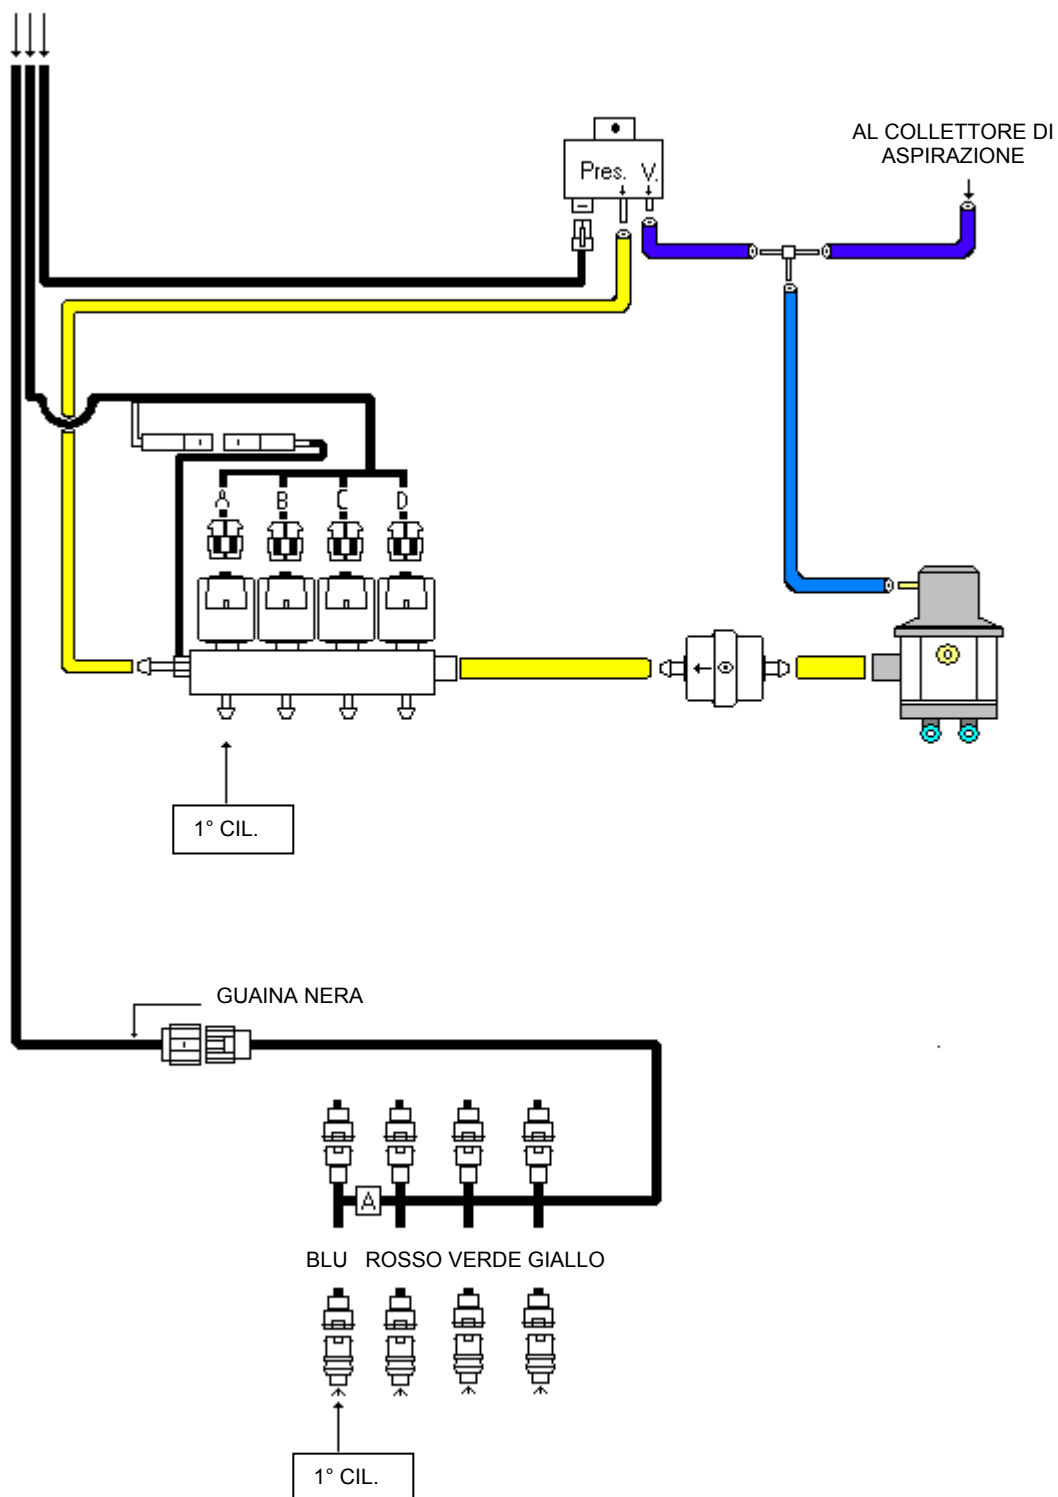 AL COLLETTORE DI
ASPIRAZIONE
Pres. V.
A B C D
1° CIL.
GUAINA NERA
A
BLU ROSSO VERDE GIALLO
1° CIL.